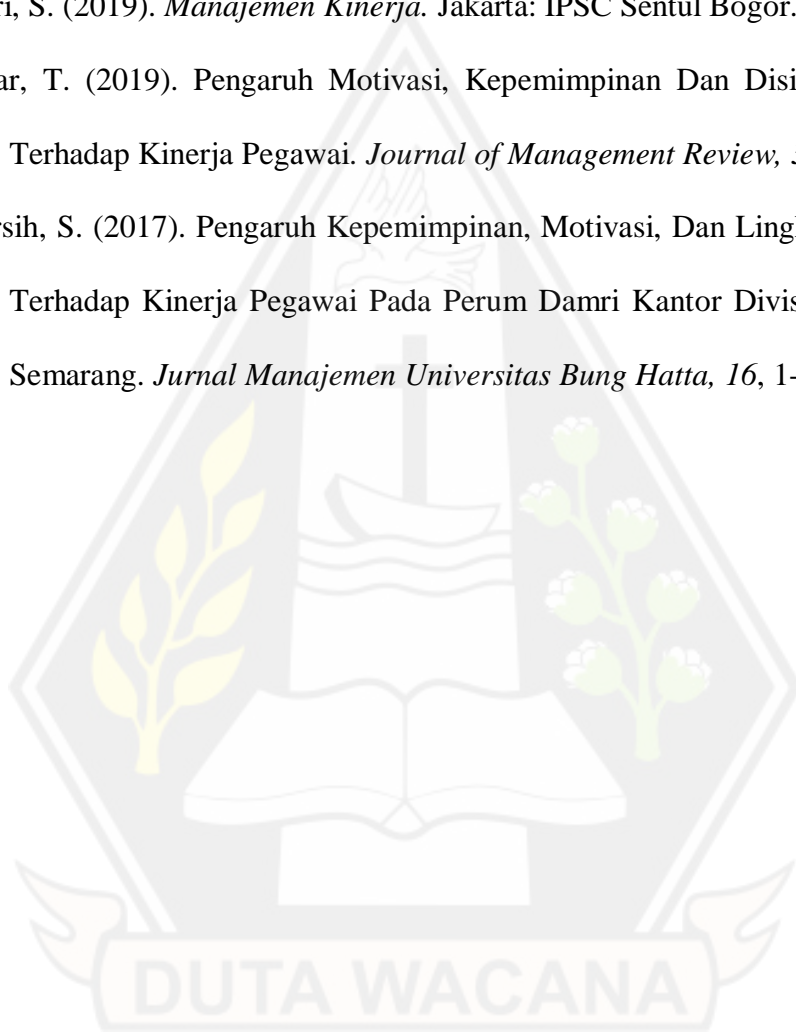 ri, S. (2019). Manajemen Kinerja. Jakarta: IPSC Sentul Bogor.
ar, T. (2019). Pengaruh Motivasi, Kepemimpinan Dan Disi
Terhadap Kinerja Pegawai. Journal of Management Review,
rsih, S. (2017). Pengaruh Kepemimpinan, Motivasi, Dan Ling
Terhadap Kinerja Pegawai Pada Perum Damri Kantor Divis
Semarang. Jurnal Manajemen Universitas Bung Hatta, 16, 1-
DUTA WACANA